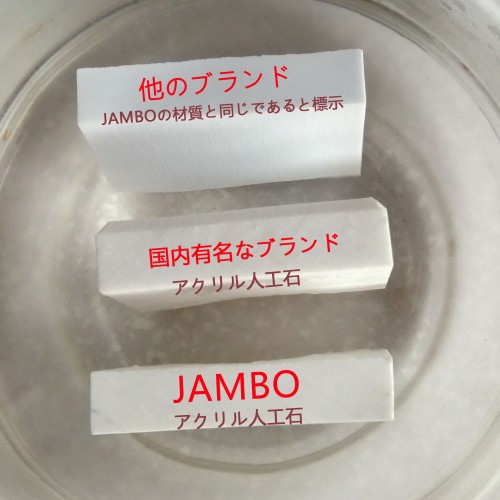 他のブランド
JAMBOの材質と同じであると標示
国内有名なブランド
アクリル人工石
JAMBO
アクリル人工石